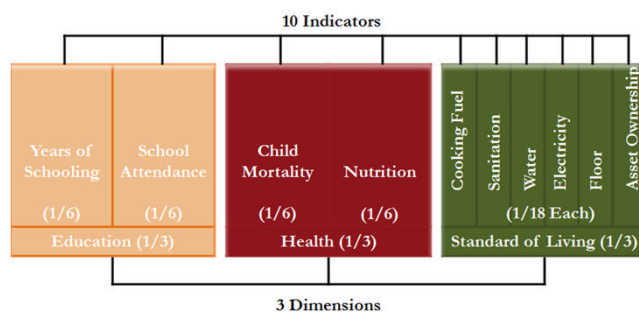 10 Indicators
Years of
Schooling
(1/6)
School
Attendance
(1/6)
Education (1/3)
Child
Mortality
(1/6)
Nutrition
(1/6)
Health (1/3)
Cooking Fuel
Sanitation
Water
Electricity
Floor
Asset Ownership
(1/18 Each)
Standard of Living (1/3)
3 Dimensions